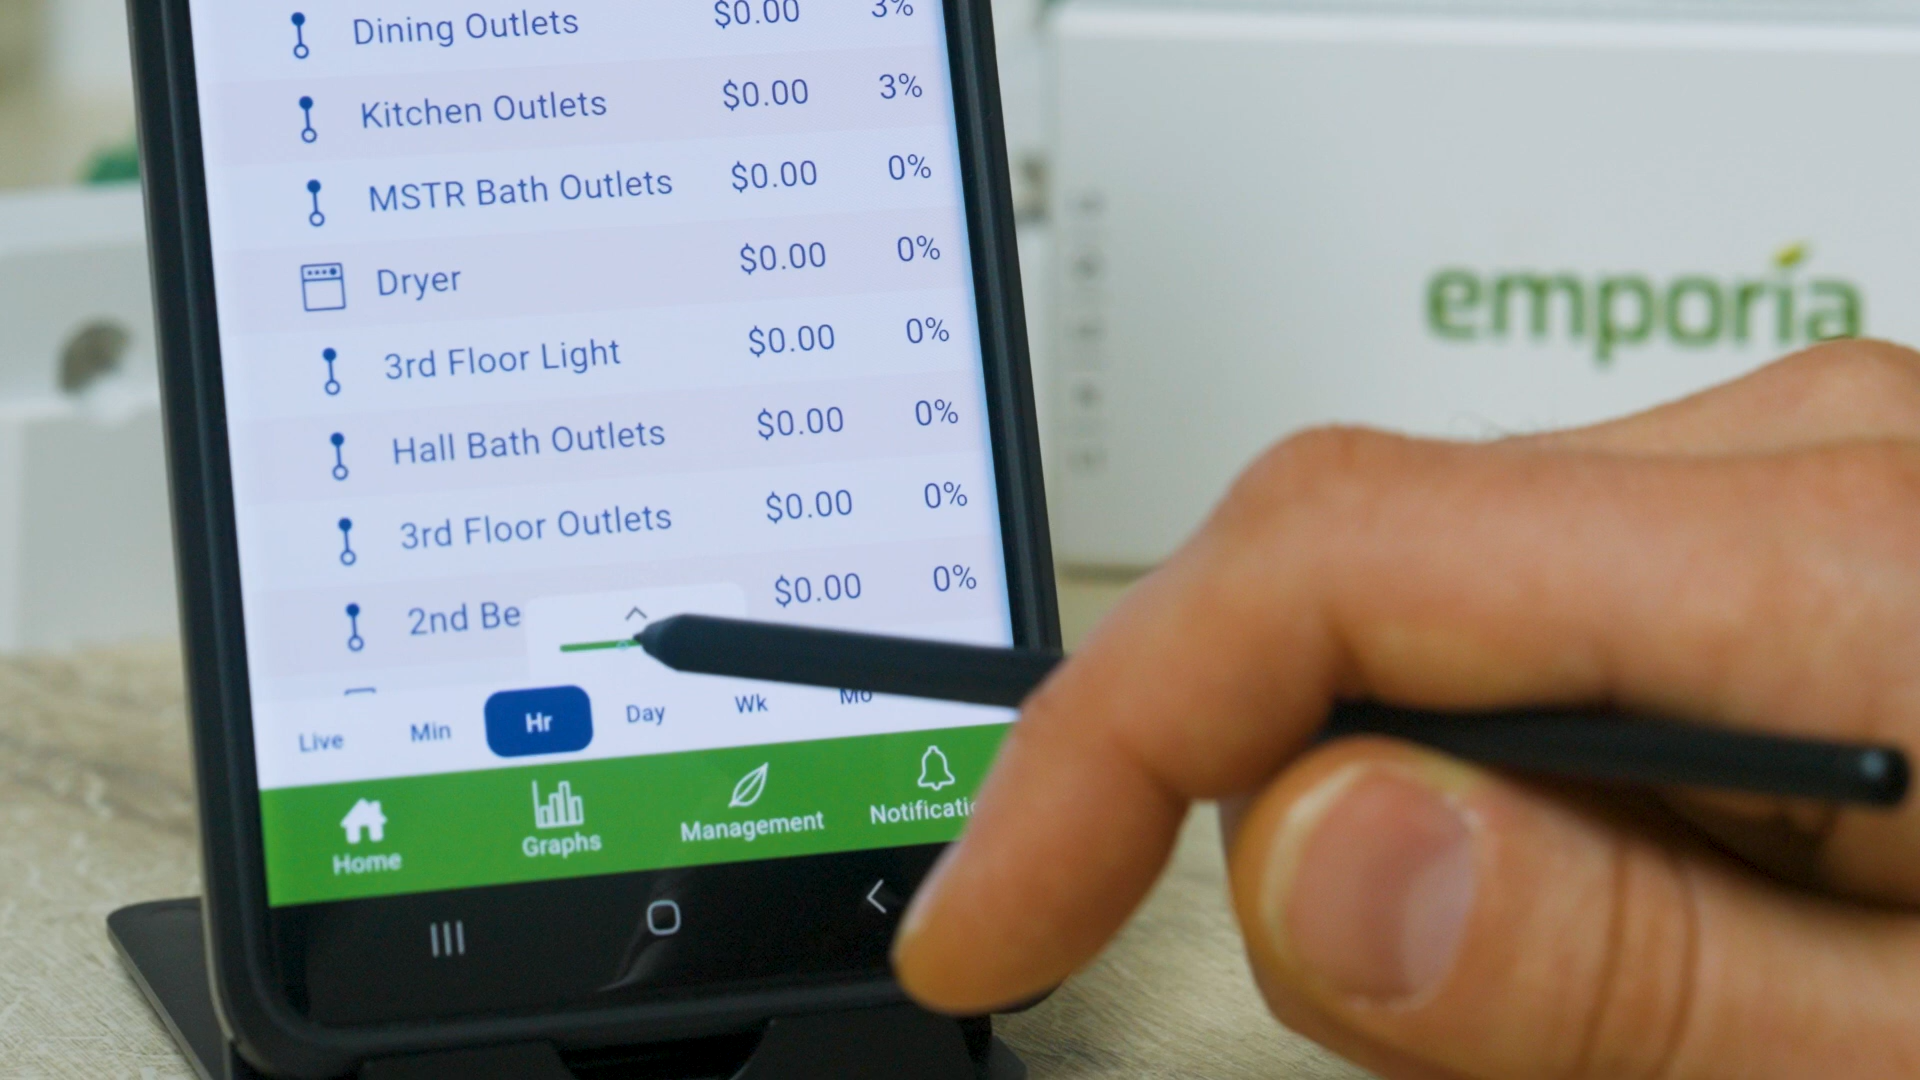 Dining Outlets $0.00 3%
Kitchen Outlets $0.00 3%
MSTR Bath Outlets $0.00 0%
Dryer $0.00 0%
3rd Floor Light $0.00 0%
Hall Bath Outlets $0.00 0%
3rd Floor Outlets $0.00 0%
2nd Be $0.00 0%
Live Min Hr Day Wk Mo
Home Graphs Management Notificatio
emporia